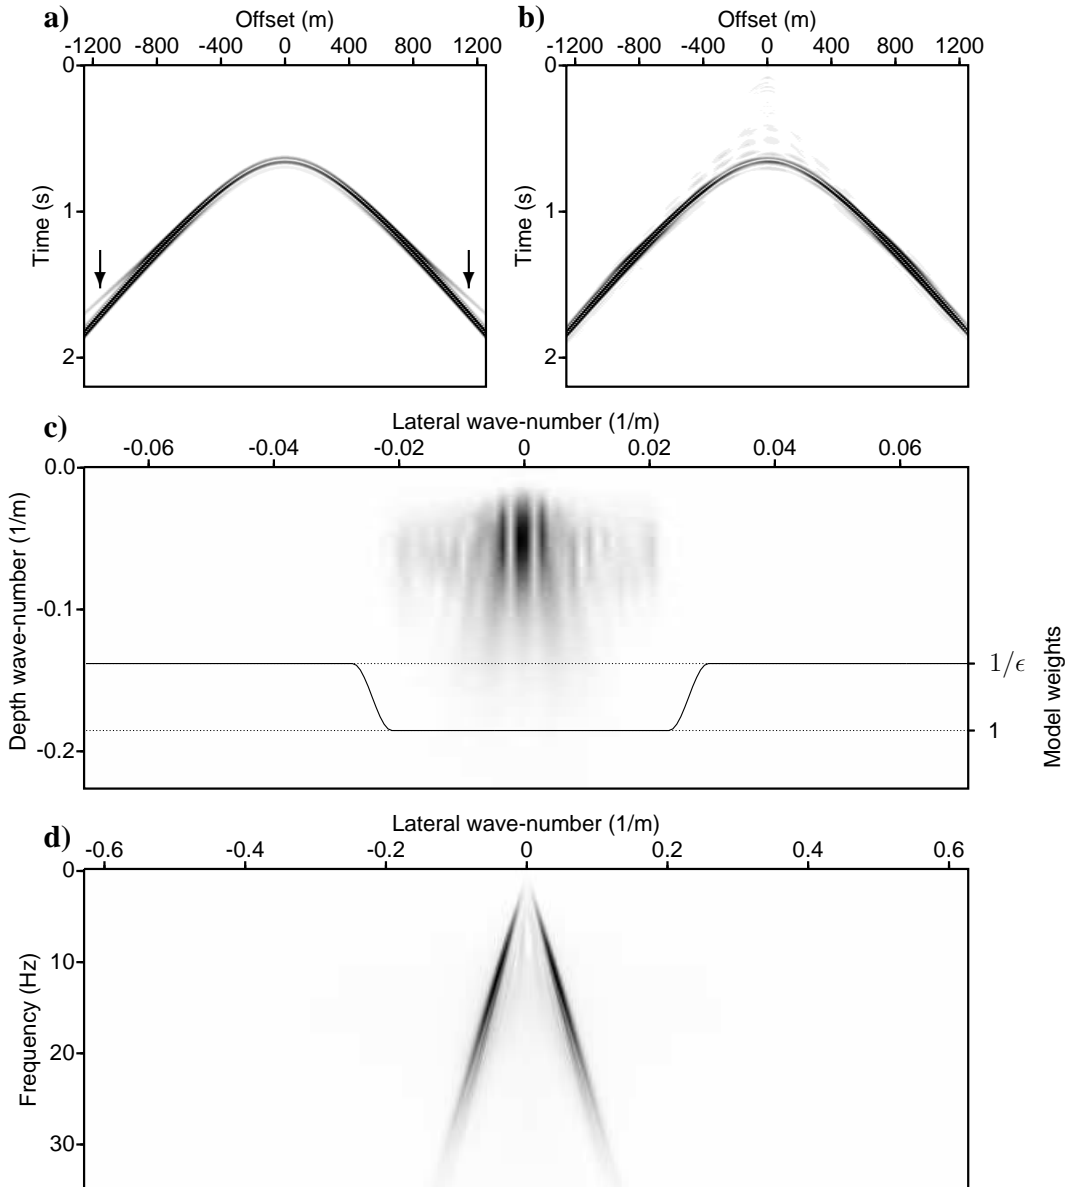 a)
Offset (m)
-1200 -800 -400 0 400 800 1200
0
1
2
Time (s)
b)
Offset (m)
-1200 -800 -400 0 400 800 1200
0
1
2
Time (s)
c)
Lateral wave-number (1/m)
-0.06 -0.04 -0.02 0 0.02 0.04 0.06
0.0
-0.1
-0.2
Depth wave-number (1/m)
1/ϵ
1
Model weights
d)
Lateral wave-number (1/m)
-0.6 -0.4 -0.2 0 0.2 0.4 0.6
0
10
20
30
Frequency (Hz)